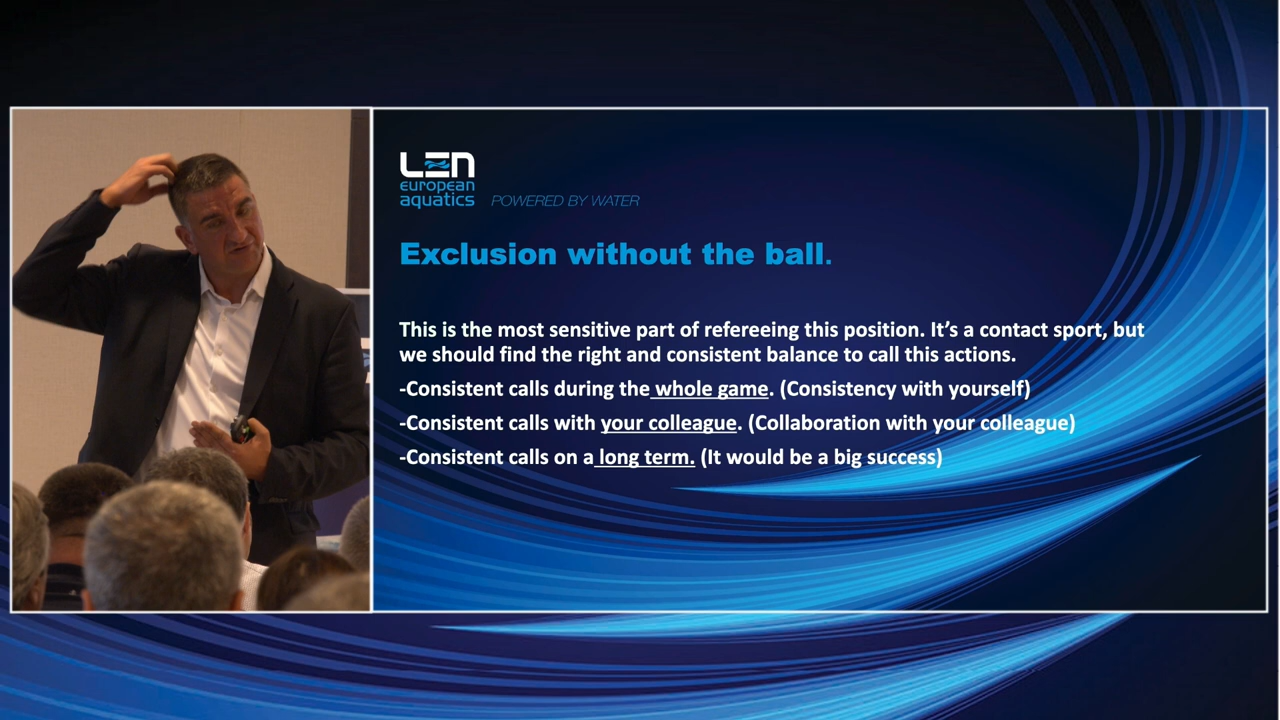 LEN
european
aquatics POWERED BY WATER
Exclusion without the ball.
This is the most sensitive part of refereeing this position. It’s a contact sport, but
we should find the right and consistent balance to call this actions.
-Consistent calls during the whole game. (Consistency with yourself)
-Consistent calls with your colleague. (Collaboration with your colleague)
-Consistent calls on a long term. (It would be a big success)